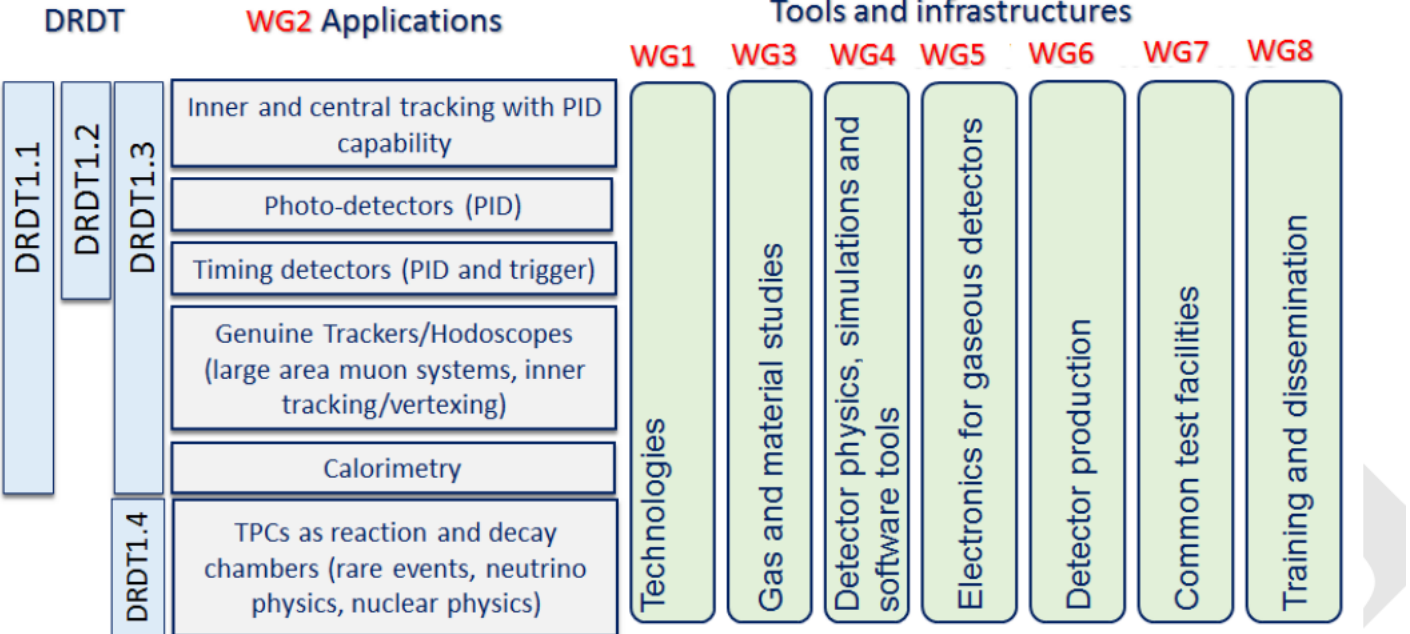 DRDT
WG2 Applications
Tools and infrastructures
WG1
WG3
WG4
WG5
WG6
WG7
WG8
DRDT1.1
DRDT1.2
DRDT1.3
DRDT1.4
Inner and central tracking with PID
capability
Photo-detectors (PID)
Timing detectors (PID and trigger)
Genuine Trackers/Hodoscopes
(large area muon systems, inner
tracking/vertexing)
Calorimetry
TPCs as reaction and decay
chambers (rare events, neutrino
physics, nuclear physics)
Technologies
Gas and material studies
Detector physics, simulations and
software tools
Electronics for gaseous detectors
Detector production
Common test facilities
Training and dissemination